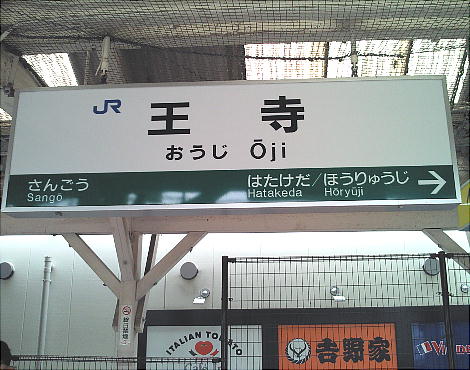 JR
王寺
おうじ Ōji
さんごう
Sangō
はたけだ/ほうりゅうじ
Hatakeda Hōryūji
ITALIAN TOMATO
吉野家